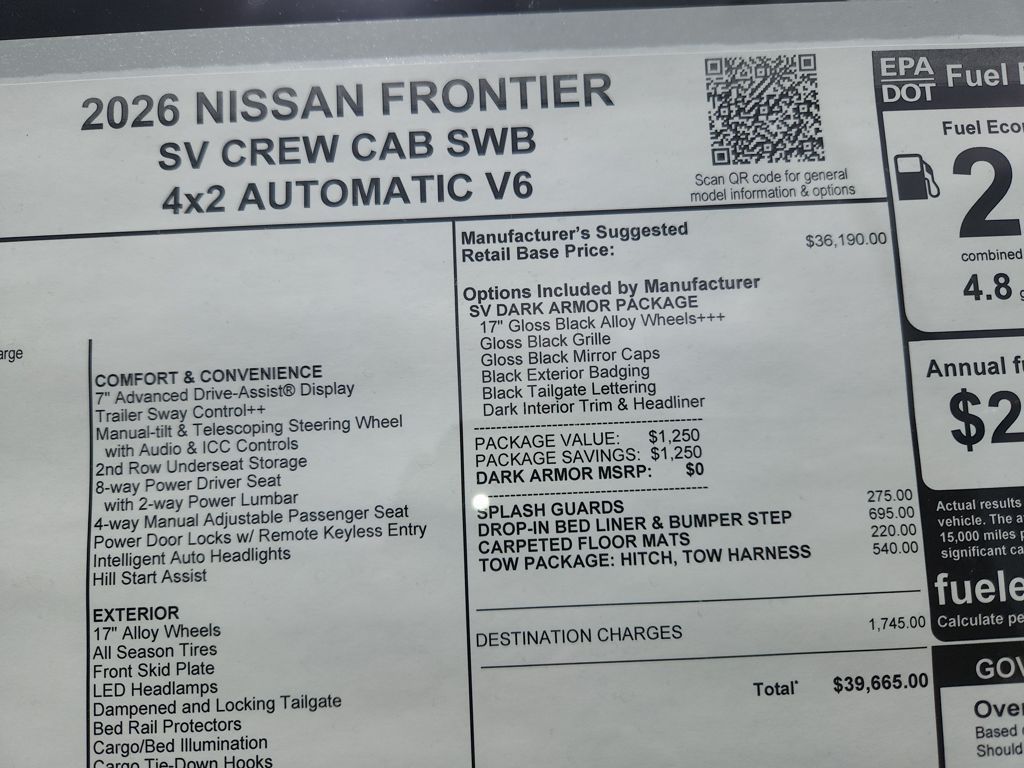 2026 NISSAN FRONTIER
SV CREW CAB SWB
4x2 AUTOMATIC V6
Scan QR code for general
model information & options
EPA
DOT
Fuel
Fuel
2
combined
4.8
Annual
$2
Actual results
vehicle. The
15,000 miles
significant
Calculate
Based
Should
COMFORT & CONVENIENCE
7" Advanced Drive-Assist® Display
Trailer Sway Control++
Manual-tilt & Telescoping Steering Wheel
with Audio & ICC Controls
2nd Row Underseat Storage
8-way Power Driver Seat
with 2-way Power Lumbar
4-way Manual Adjustable Passenger Seat
Power Door Locks w/ Remote Keyless Entry
Intelligent Auto Headlights
Hill Start Assist
EXTERIOR
17" Alloy Wheels
All Season Tires
Front Skid Plate
LED Headlamps
Dampened and Locking Tailgate
Bed Rail Protectors
Cargo/Bed Illumination
Cargo Tie-Down Hooks
Manufacturer's Suggested
Retail Base Price: $36,190.00
Options Included by Manufacturer
SV DARK ARMOR PACKAGE
17" Gloss Black Alloy Wheels+++
Gloss Black Grille
Gloss Black Mirror Caps
Black Exterior Badging
Black Tailgate Lettering
Dark Interior Trim & Headliner
PACKAGE VALUE: $1,250
PACKAGE SAVINGS: $1,250
DARK ARMOR MSRP: $0
SPLASH GUARDS 275.00
DROP-IN BED LINER & BUMPER STEP 695.00
CARPETED FLOOR MATS 220.00
TOW PACKAGE: HITCH, TOW HARNESS 540.00
DESTINATION CHARGES 1,745.00
Total* $39,665.00